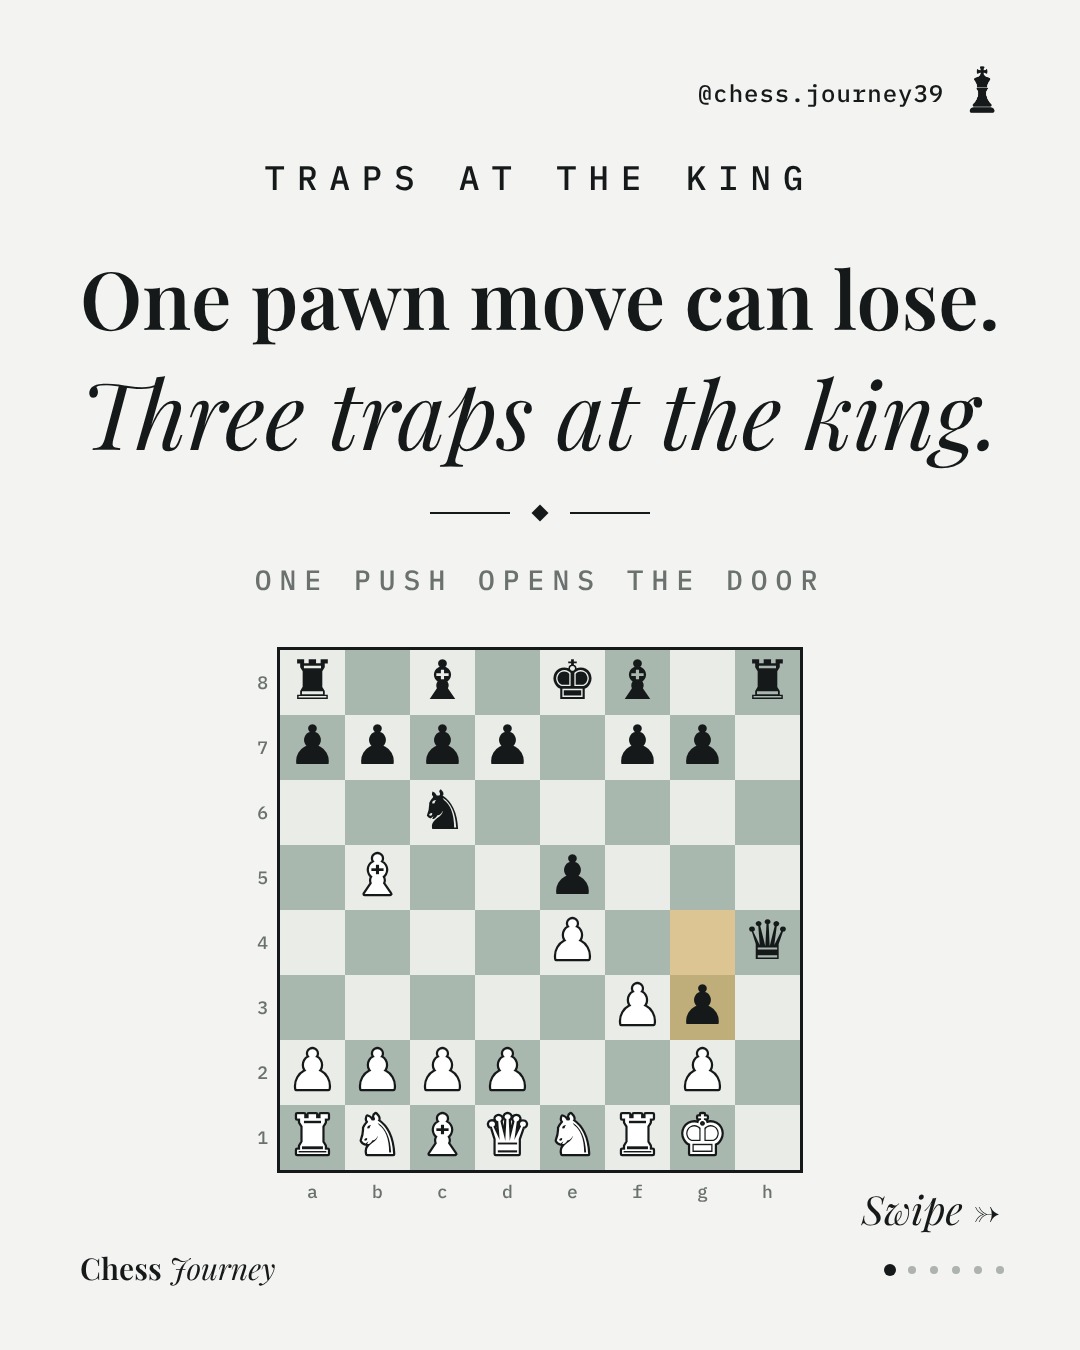 @chess.journey39
TRAPS AT THE KING
One pawn move can lose.
Three traps at the king.
ONE PUSH OPENS THE DOOR
8
7
6
5
4
3
2
1
a b c d e f g h
Swipe
Chess Journey